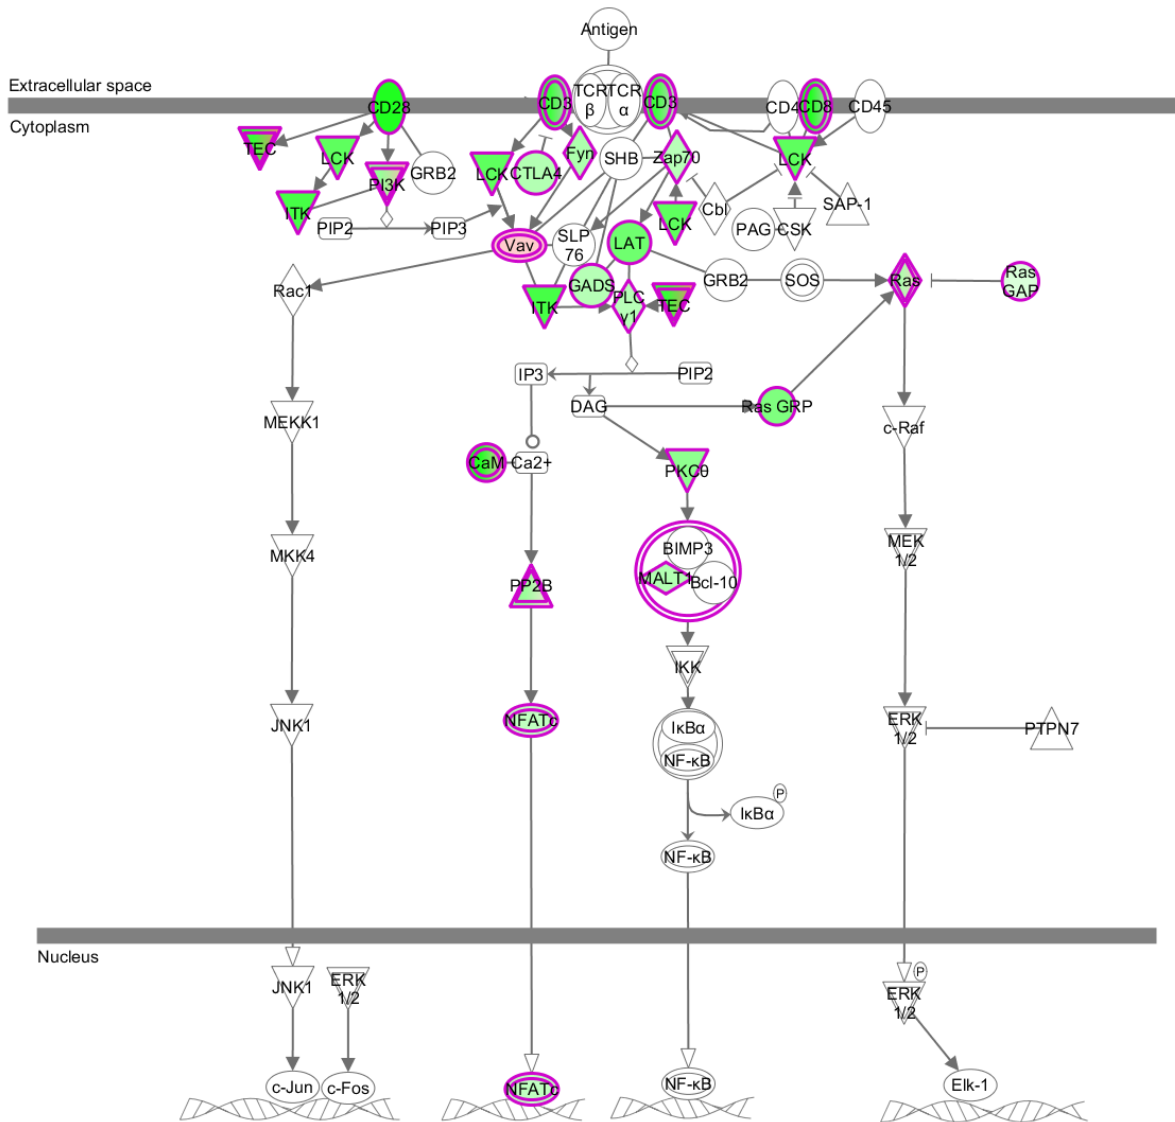 Antigen
Extracellular space
Cytoplasm
CD28
CD3
TCR
β
TCR
α
CD3
CD4
CD8
CD45
TEC
LCK
PI3K
GRB2
ITK
PIP2
PIP3
LCK
CTLA4
Fyn
SHB
Zap70
LCK
Cbl
PAG
CSK
SAP-1
Vav
SLP
76
LAT
LCK
GRB2
SOS
Ras
Ras
GAP
Rac1
ITK
GADS
PLC
γ1
TEC
IP3
PIP2
DAG
Ras GRP
MEKK1
c-Raf
CaM
Ca2+
PKCθ
MKK4
PP2B
BIMP3
MALT1
Bcl-10
MEK
1/2
IKK
JNK1
NFATc
IκBα
NF-κB
ERK
1/2
PTPN7
IκBα
P
NF-κB
Nucleus
JNK1
ERK
1/2
P
ERK
1/2
c-Jun
c-Fos
NFATc
NF-κB
Elk-1